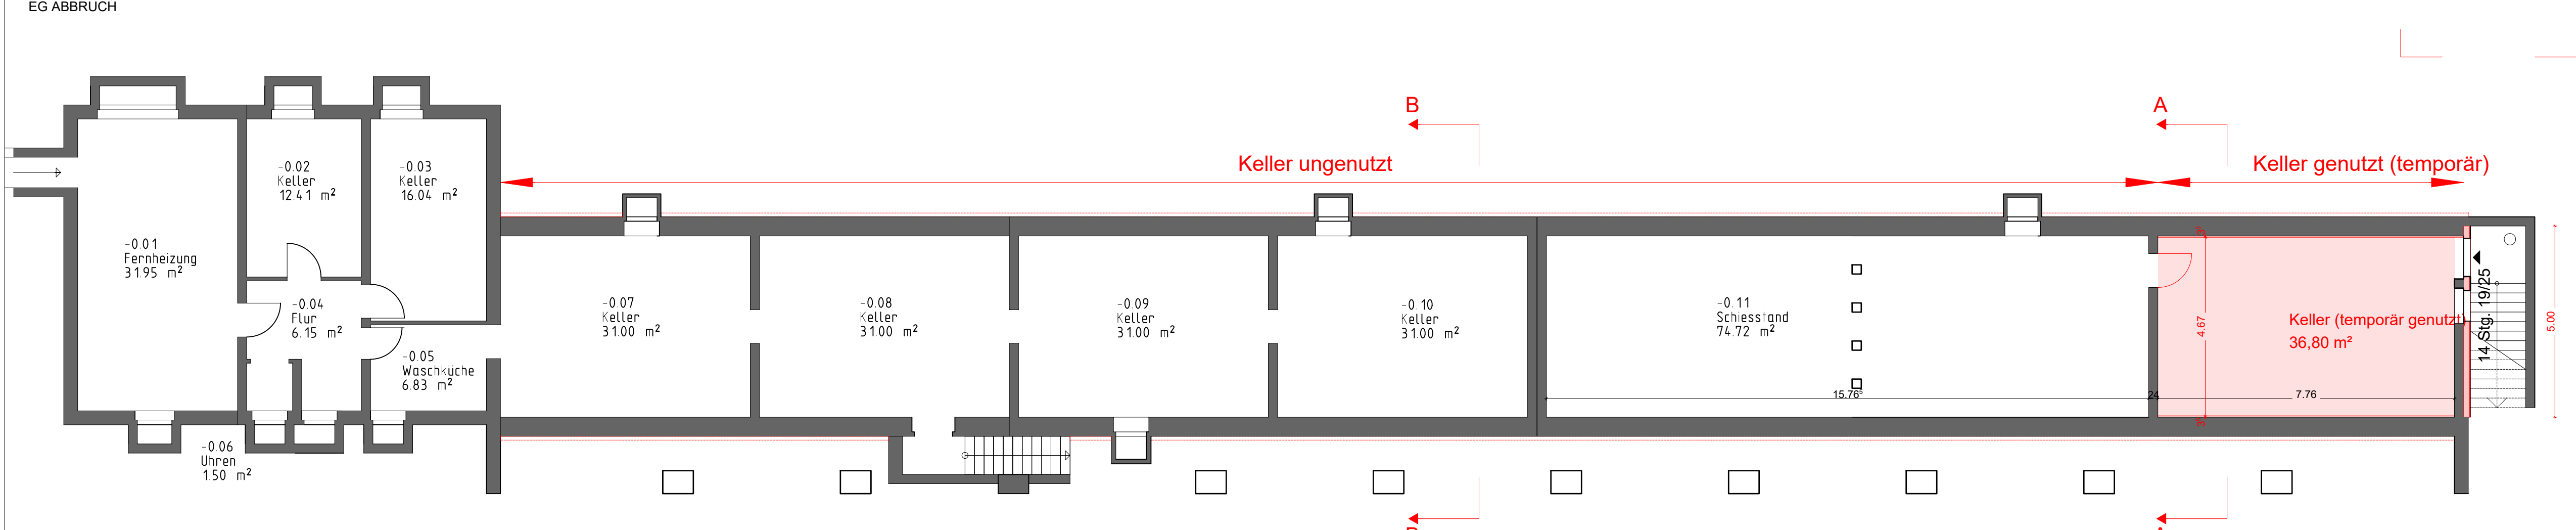 EG ABBRUCH
B
A
Keller ungenutzt
Keller genutzt (temporär)
-0.01
Fernheizung
31.95 m²
-0.02
Keller
12.41 m²
-0.03
Keller
16.04 m²
-0.04
Flur
6.15 m²
-0.05
Waschküche
6.83 m²
-0.06
Uhren
1.50 m²
-0.07
Keller
31.00 m²
-0.08
Keller
31.00 m²
-0.09
Keller
31.00 m²
-0.10
Keller
31.00 m²
-0.11
Schiesstand
74.72 m²
15.76⁵
24
7.76
4.67
Keller (temporär genutzt)
36,80 m²
14 Stg. 19/25
5.00